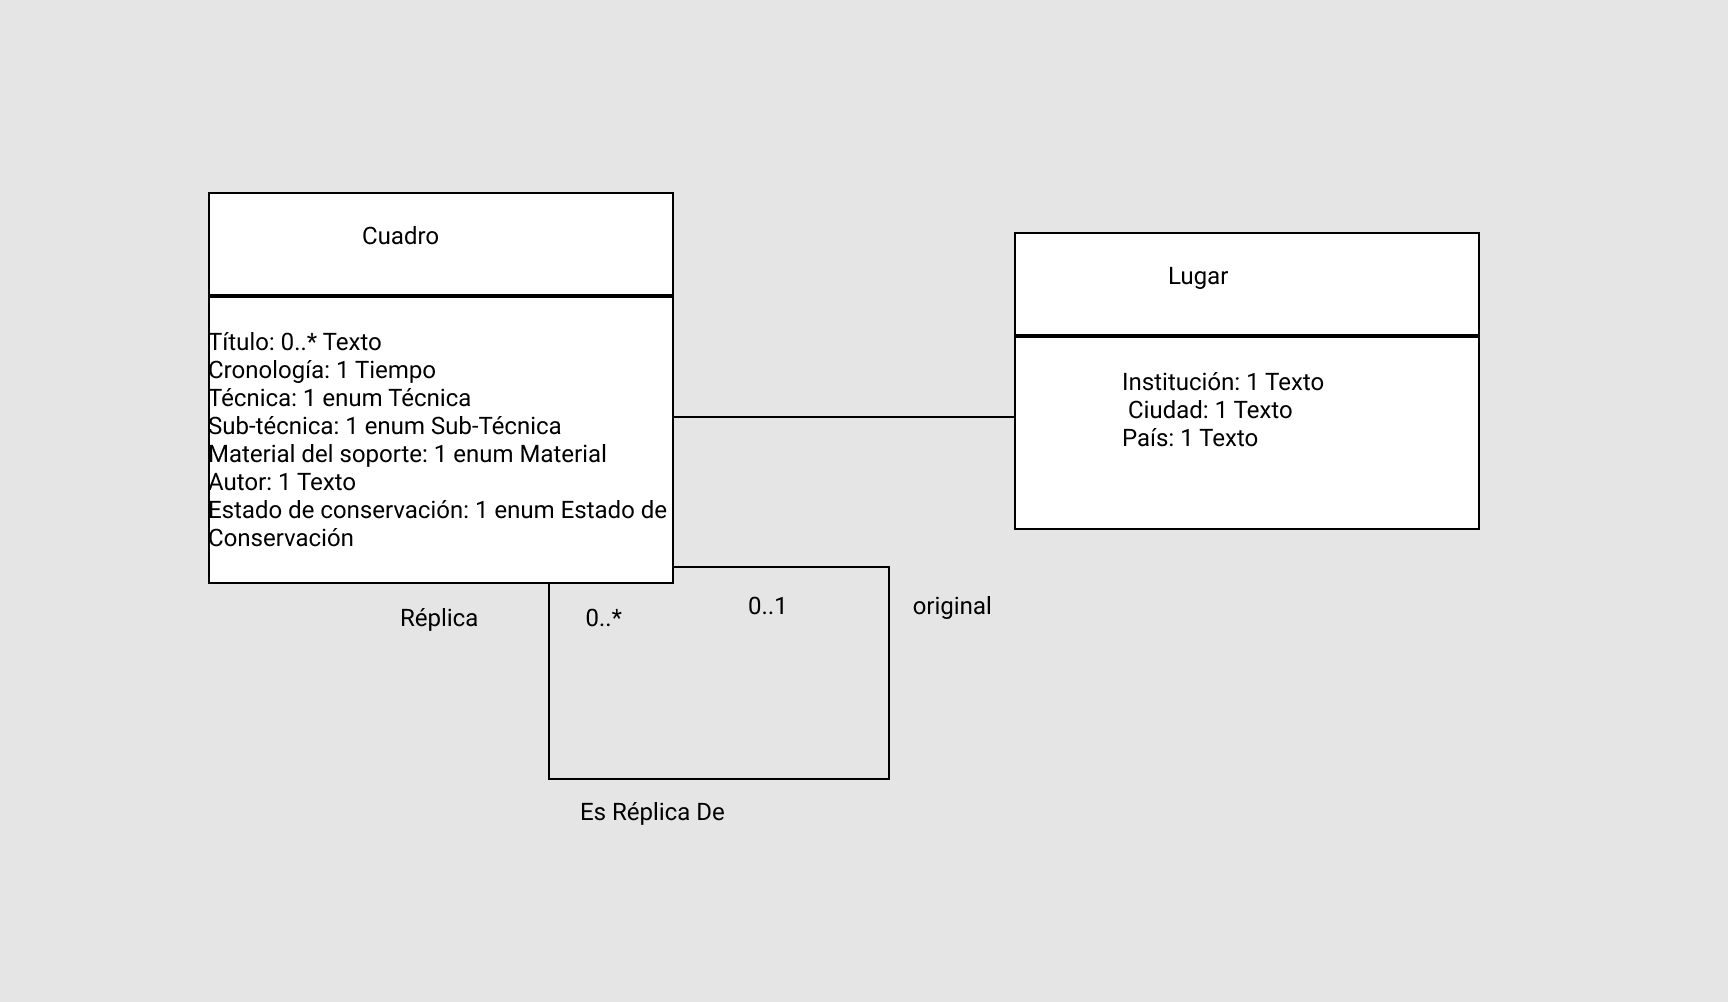 Cuadro
Título: 0..* Texto
Cronología: 1 Tiempo
Técnica: 1 enum Técnica
Sub-técnica: 1 enum Sub-Técnica
Material del soporte: 1 enum Material
Autor: 1 Texto
Estado de conservación: 1 enum Estado de
Conservación
Lugar
Institución: 1 Texto
Ciudad: 1 Texto
País: 1 Texto
Réplica
0..*
0..1
original
Es Réplica De